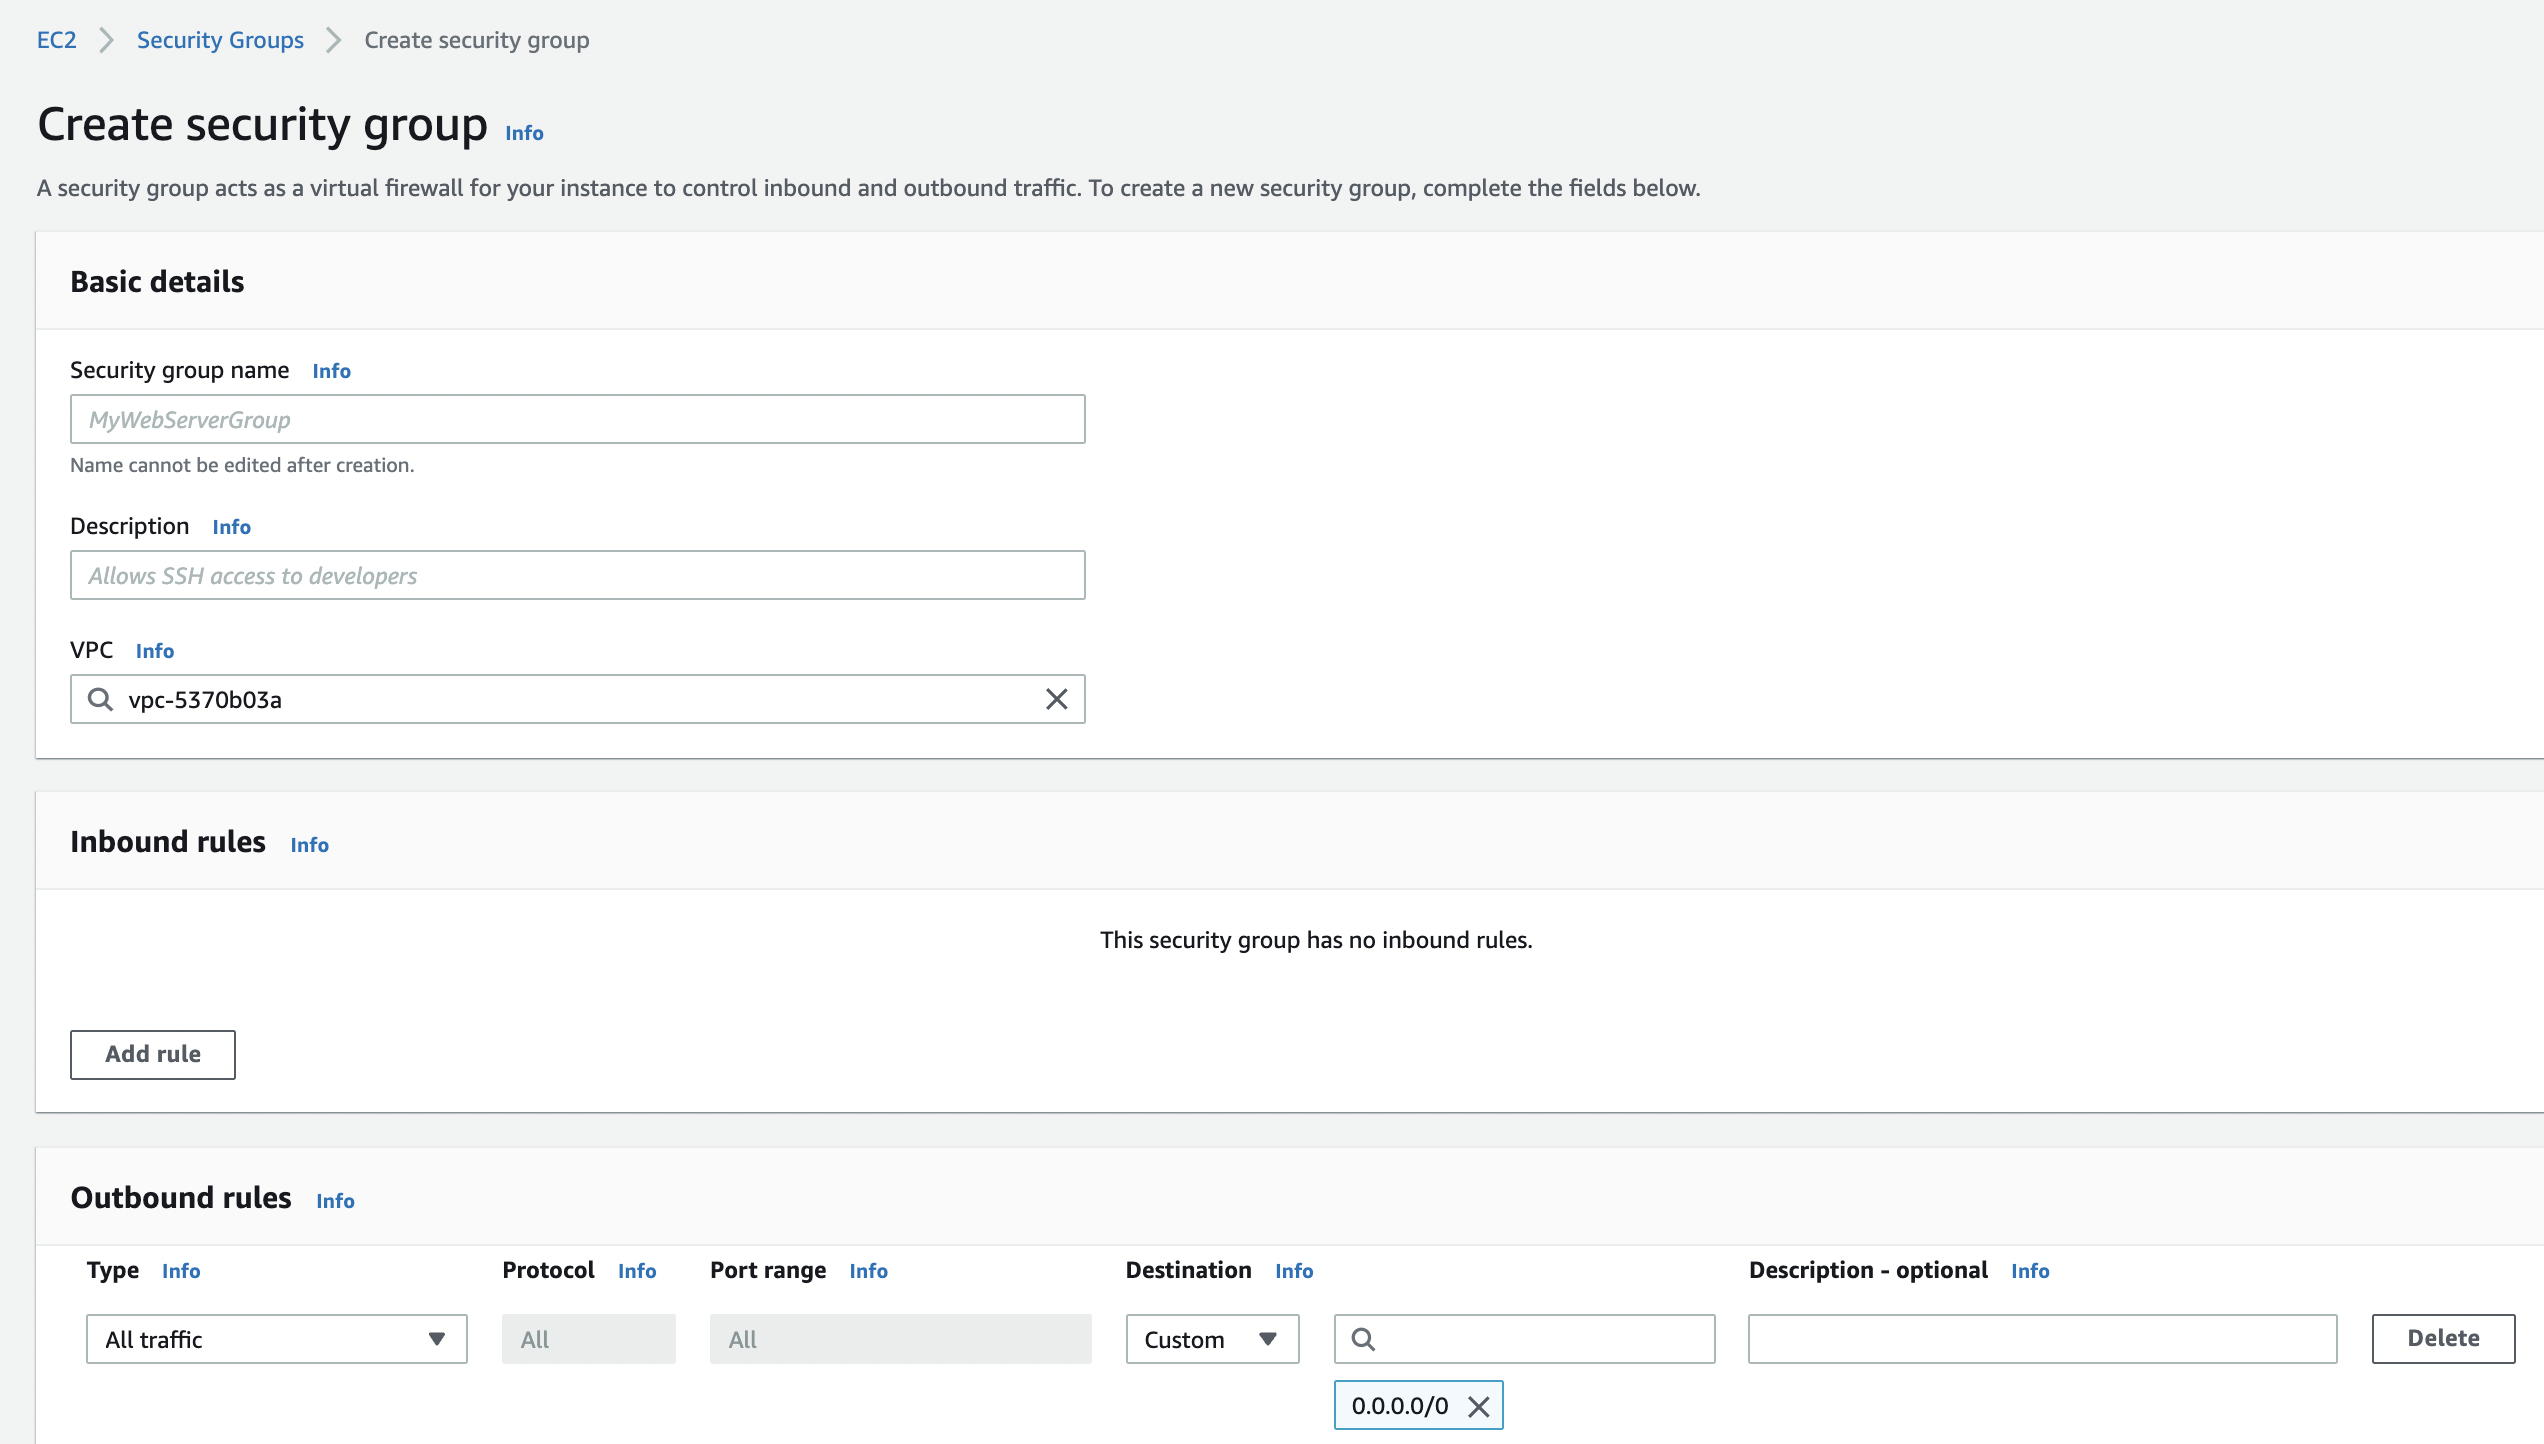 EC2 Security Groups Create security group
Create security group Info
A security group acts as a virtual firewall for your instance to control inbound and outbound traffic. To create a new security group, complete the fields below.
Basic details
Security group name Info
MyWebServerGroup
Name cannot be edited after creation.
Description Info
Allows SSH access to developers
VPC Info
vpc-5370b03a
Inbound rules Info
This security group has no inbound rules.
Add rule
Outbound rules Info
Type Info Protocol Info Port range Info Destination Info Description - optional Info
All traffic All All Custom Delete
0.0.0.0/0